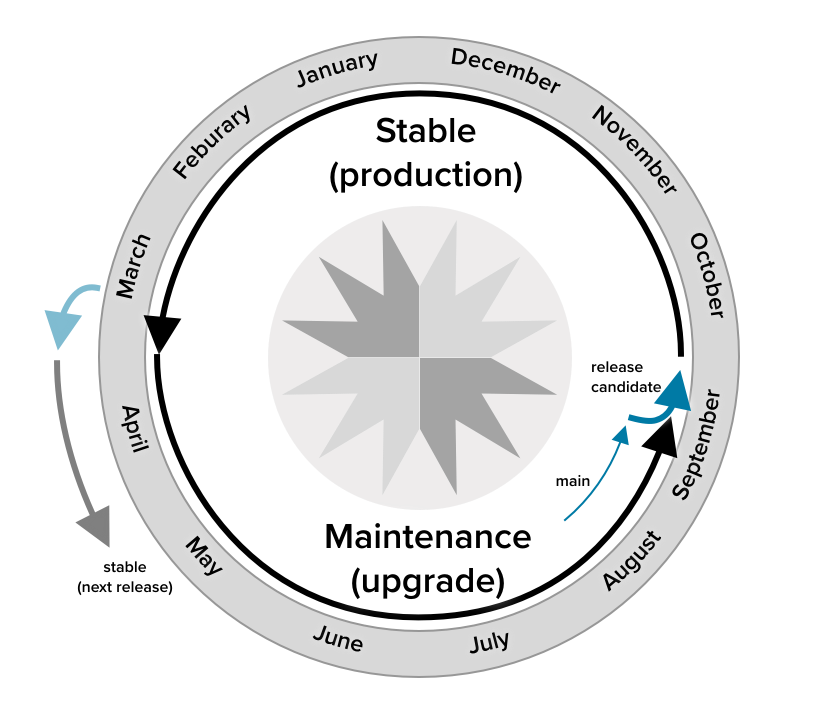 January
December
Feburary
November
March
October
Stable
(production)
release
candidate
April
September
main
Maintenance
(upgrade)
May
August
stable
(next release)
June
July